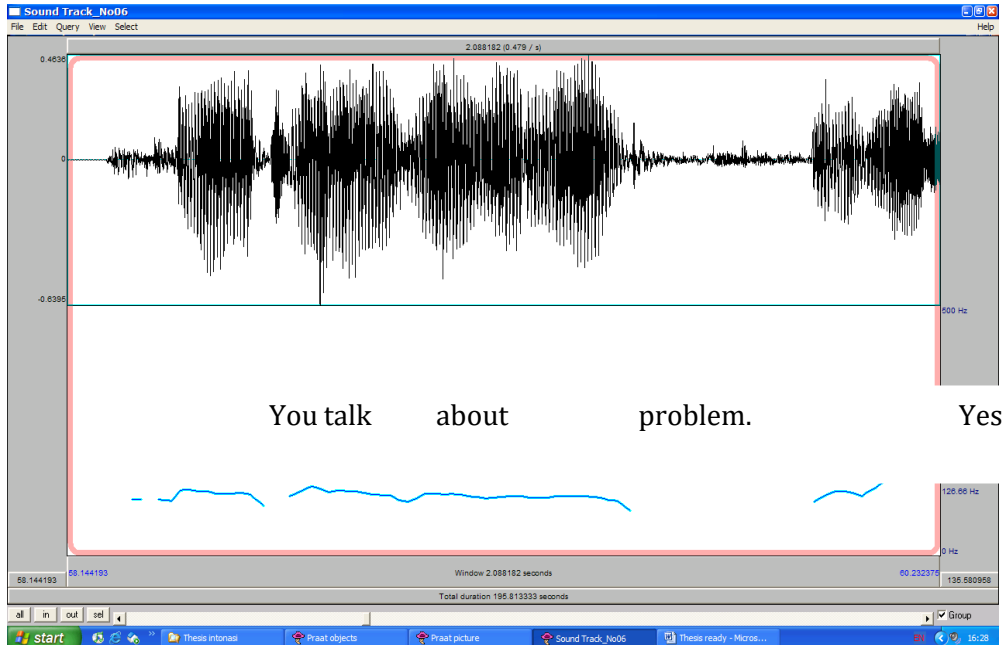 Sound Track_No06
File Edit Query View Select Help
2.088182 (0.479 / s)
0.4636
0
-0.6395
500 Hz
You talk about problem. Yes
126.66 Hz
0 Hz
58.144193 58.144193 Window 2.088182 seconds 60.232375 135.580958
Total duration 195.813333 seconds
all in out sel Group
start Thesis intonasi Praat objects Praat picture Sound Track_No06 Thesis ready - Micros... 16:28